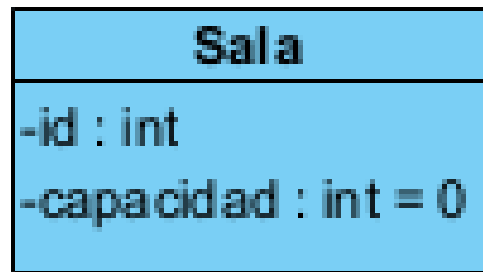 Sala
-id : int
-capacidad : int = 0